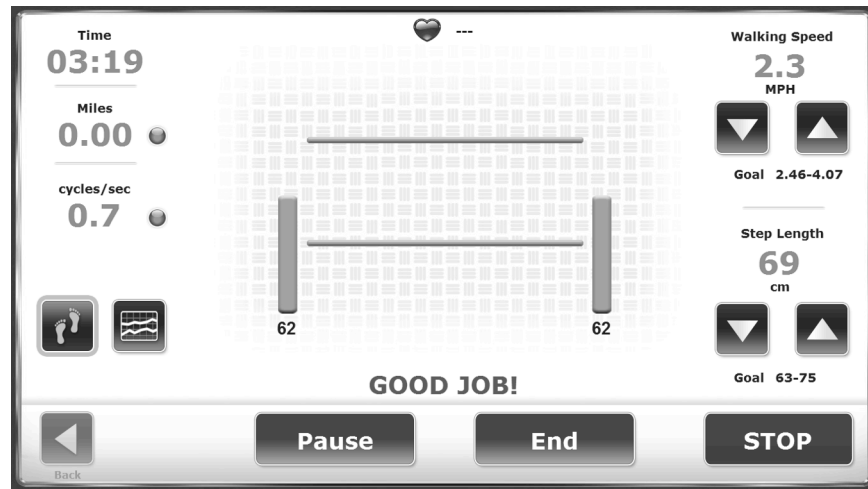 ---
Time
03:19
Miles
0.00
cycles/sec
0.7
62
62
GOOD JOB!
Walking Speed
2.3
MPH
Goal 2.46-4.07
Step Length
69
cm
Goal 63-75
Back
Pause
End
STOP